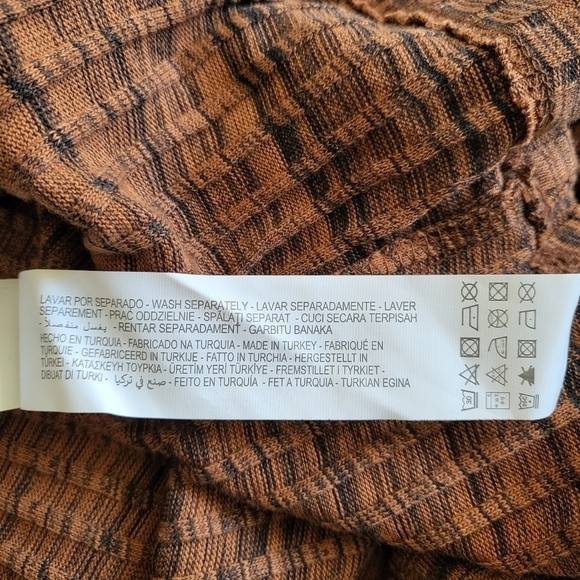 LAVAR POR SEPARADO - WASH SEPARATELY - LAVAR SEPARADAMENTE - LAVER
SEPAREMENT - PRAĆ ODDZIELNIE - SPĂLAȚI SEPARAT - CUCI SECARA TERPISAH
يغسل منفصلاً - RENTAR SEPARADAMENT - GARBITU BANAKA
HECHO EN TURQUIA - FABRICADO NA TURQUIA - MADE IN TURKEY - FABRIQUÉ EN
TURQUIE - GEFABRICEERD IN TURKIJE - FATTO IN TURCHIA - HERGESTELLT IN
TÜRKEI - ΚΑΤΑΣΚΕΥΗ ΤΟΥΡΚΙΑ - ÜRETİM YERİ TÜRKİYE - FREMSTILLET I TYRKIET -
DIBUAT DI TURKI - صنع في تركيا - FEITO EN TURQUÍA - FET A TURQUIA - TURKIAN EGINA
30